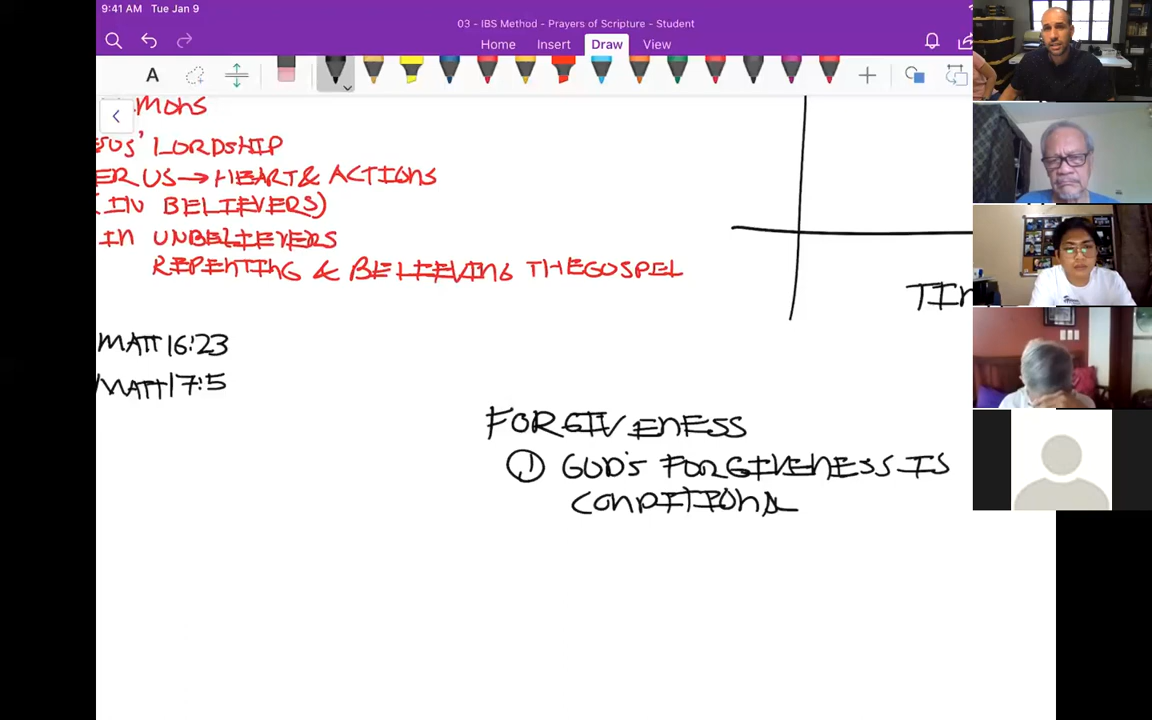 9:41 AM Tue Jan 9
03 - IBS Method - Prayers of Scripture - Student
Home Insert Draw View
A
MONS
SUS' LORDSHIP
ER US → HEART & ACTIONS
(IN BELIEVERS)
IN UNBELIEVERS
REPENTING & BELIEVING THE GOSPEL
TIM
MATT 16:23
MATT 17:5
FORGIVENESS
① GOD'S FORGIVENESS IS
CONDITIONAL